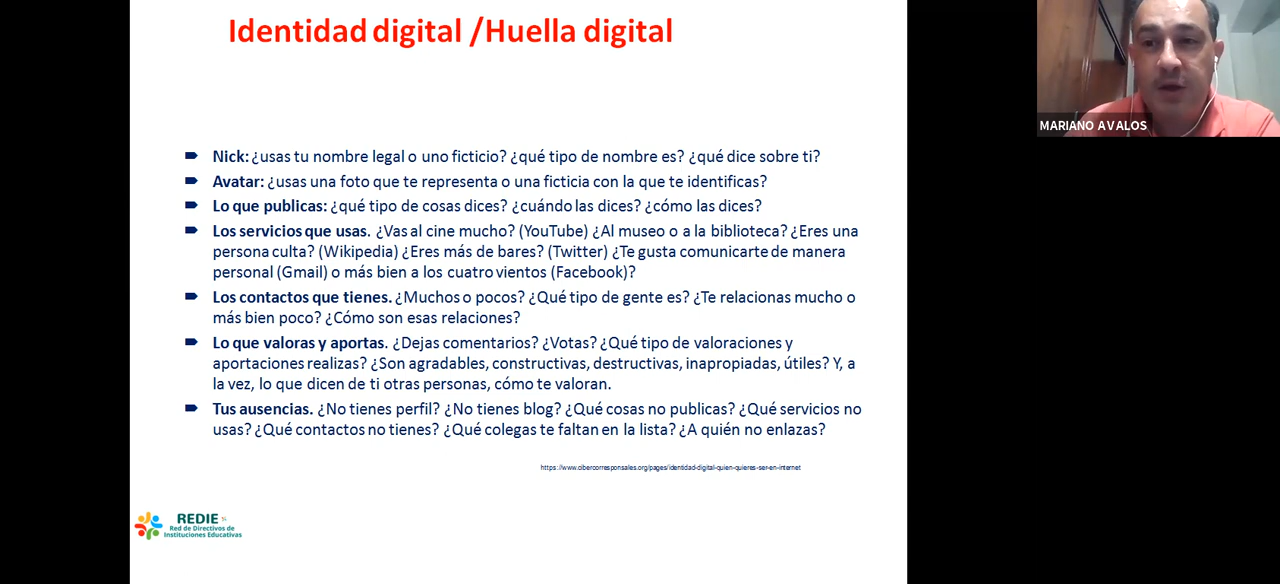 Identidad digital /Huella digital
MARIANO AVALOS
Nick: ¿usas tu nombre legal o uno ficticio? ¿qué tipo de nombre es? ¿qué dice sobre ti?
Avatar: ¿usas una foto que te representa o una ficticia con la que te identificas?
Lo que publicas: ¿qué tipo de cosas dices? ¿cuándo las dices? ¿cómo las dices?
Los servicios que usas. ¿Vas al cine mucho? (YouTube) ¿Al museo o a la biblioteca? ¿Eres una
persona culta? (Wikipedia) ¿Eres más de bares? (Twitter) ¿Te gusta comunicarte de manera
personal (Gmail) o más bien a los cuatro vientos (Facebook)?
Los contactos que tienes. ¿Muchos o pocos? ¿Qué tipo de gente es? ¿Te relacionas mucho o
más bien poco? ¿Cómo son esas relaciones?
Lo que valoras y aportas. ¿Dejas comentarios? ¿Votas? ¿Qué tipo de valoraciones y
aportaciones realizas? ¿Son agradables, constructivas, destructivas, inapropiadas, útiles? Y, a
la vez, lo que dicen de ti otras personas, cómo te valoran.
Tus ausencias. ¿No tienes perfil? ¿No tienes blog? ¿Qué cosas no publicas? ¿Qué servicios no
usas? ¿Qué contactos no tienes? ¿Qué colegas te faltan en la lista? ¿A quién no enlazas?
https://www.cibercorresponsales.org/pages/identidad-digital-quien-quieres-ser-en-internet
REDIE
Red de Directivos de
Instituciones Educativas